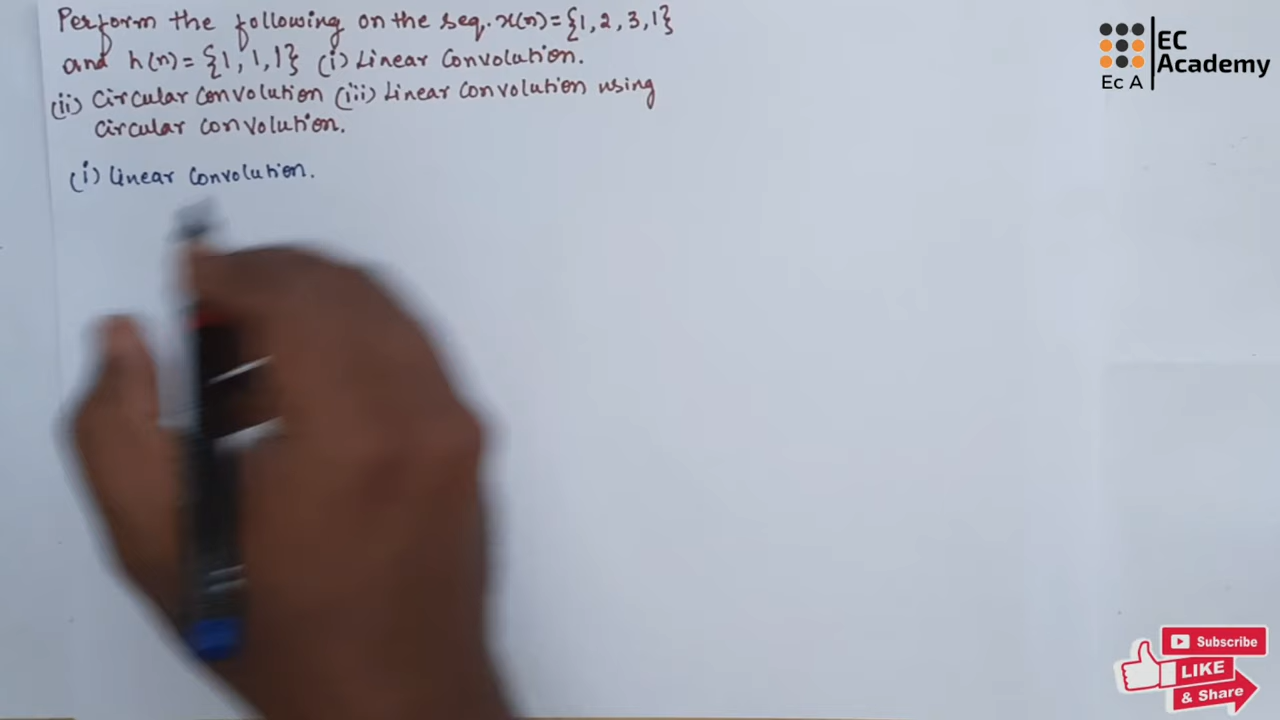 Perform the following on the seq. x(n)={1, 2, 3, 1}
and h(n)={1, 1, 1} (i) Linear Convolution.
(ii) Circular convolution (iii) Linear convolution using
circular convolution.
(i) Linear Convolution.
EC
Academy
Ec A
Subscribe
LIKE
& Share